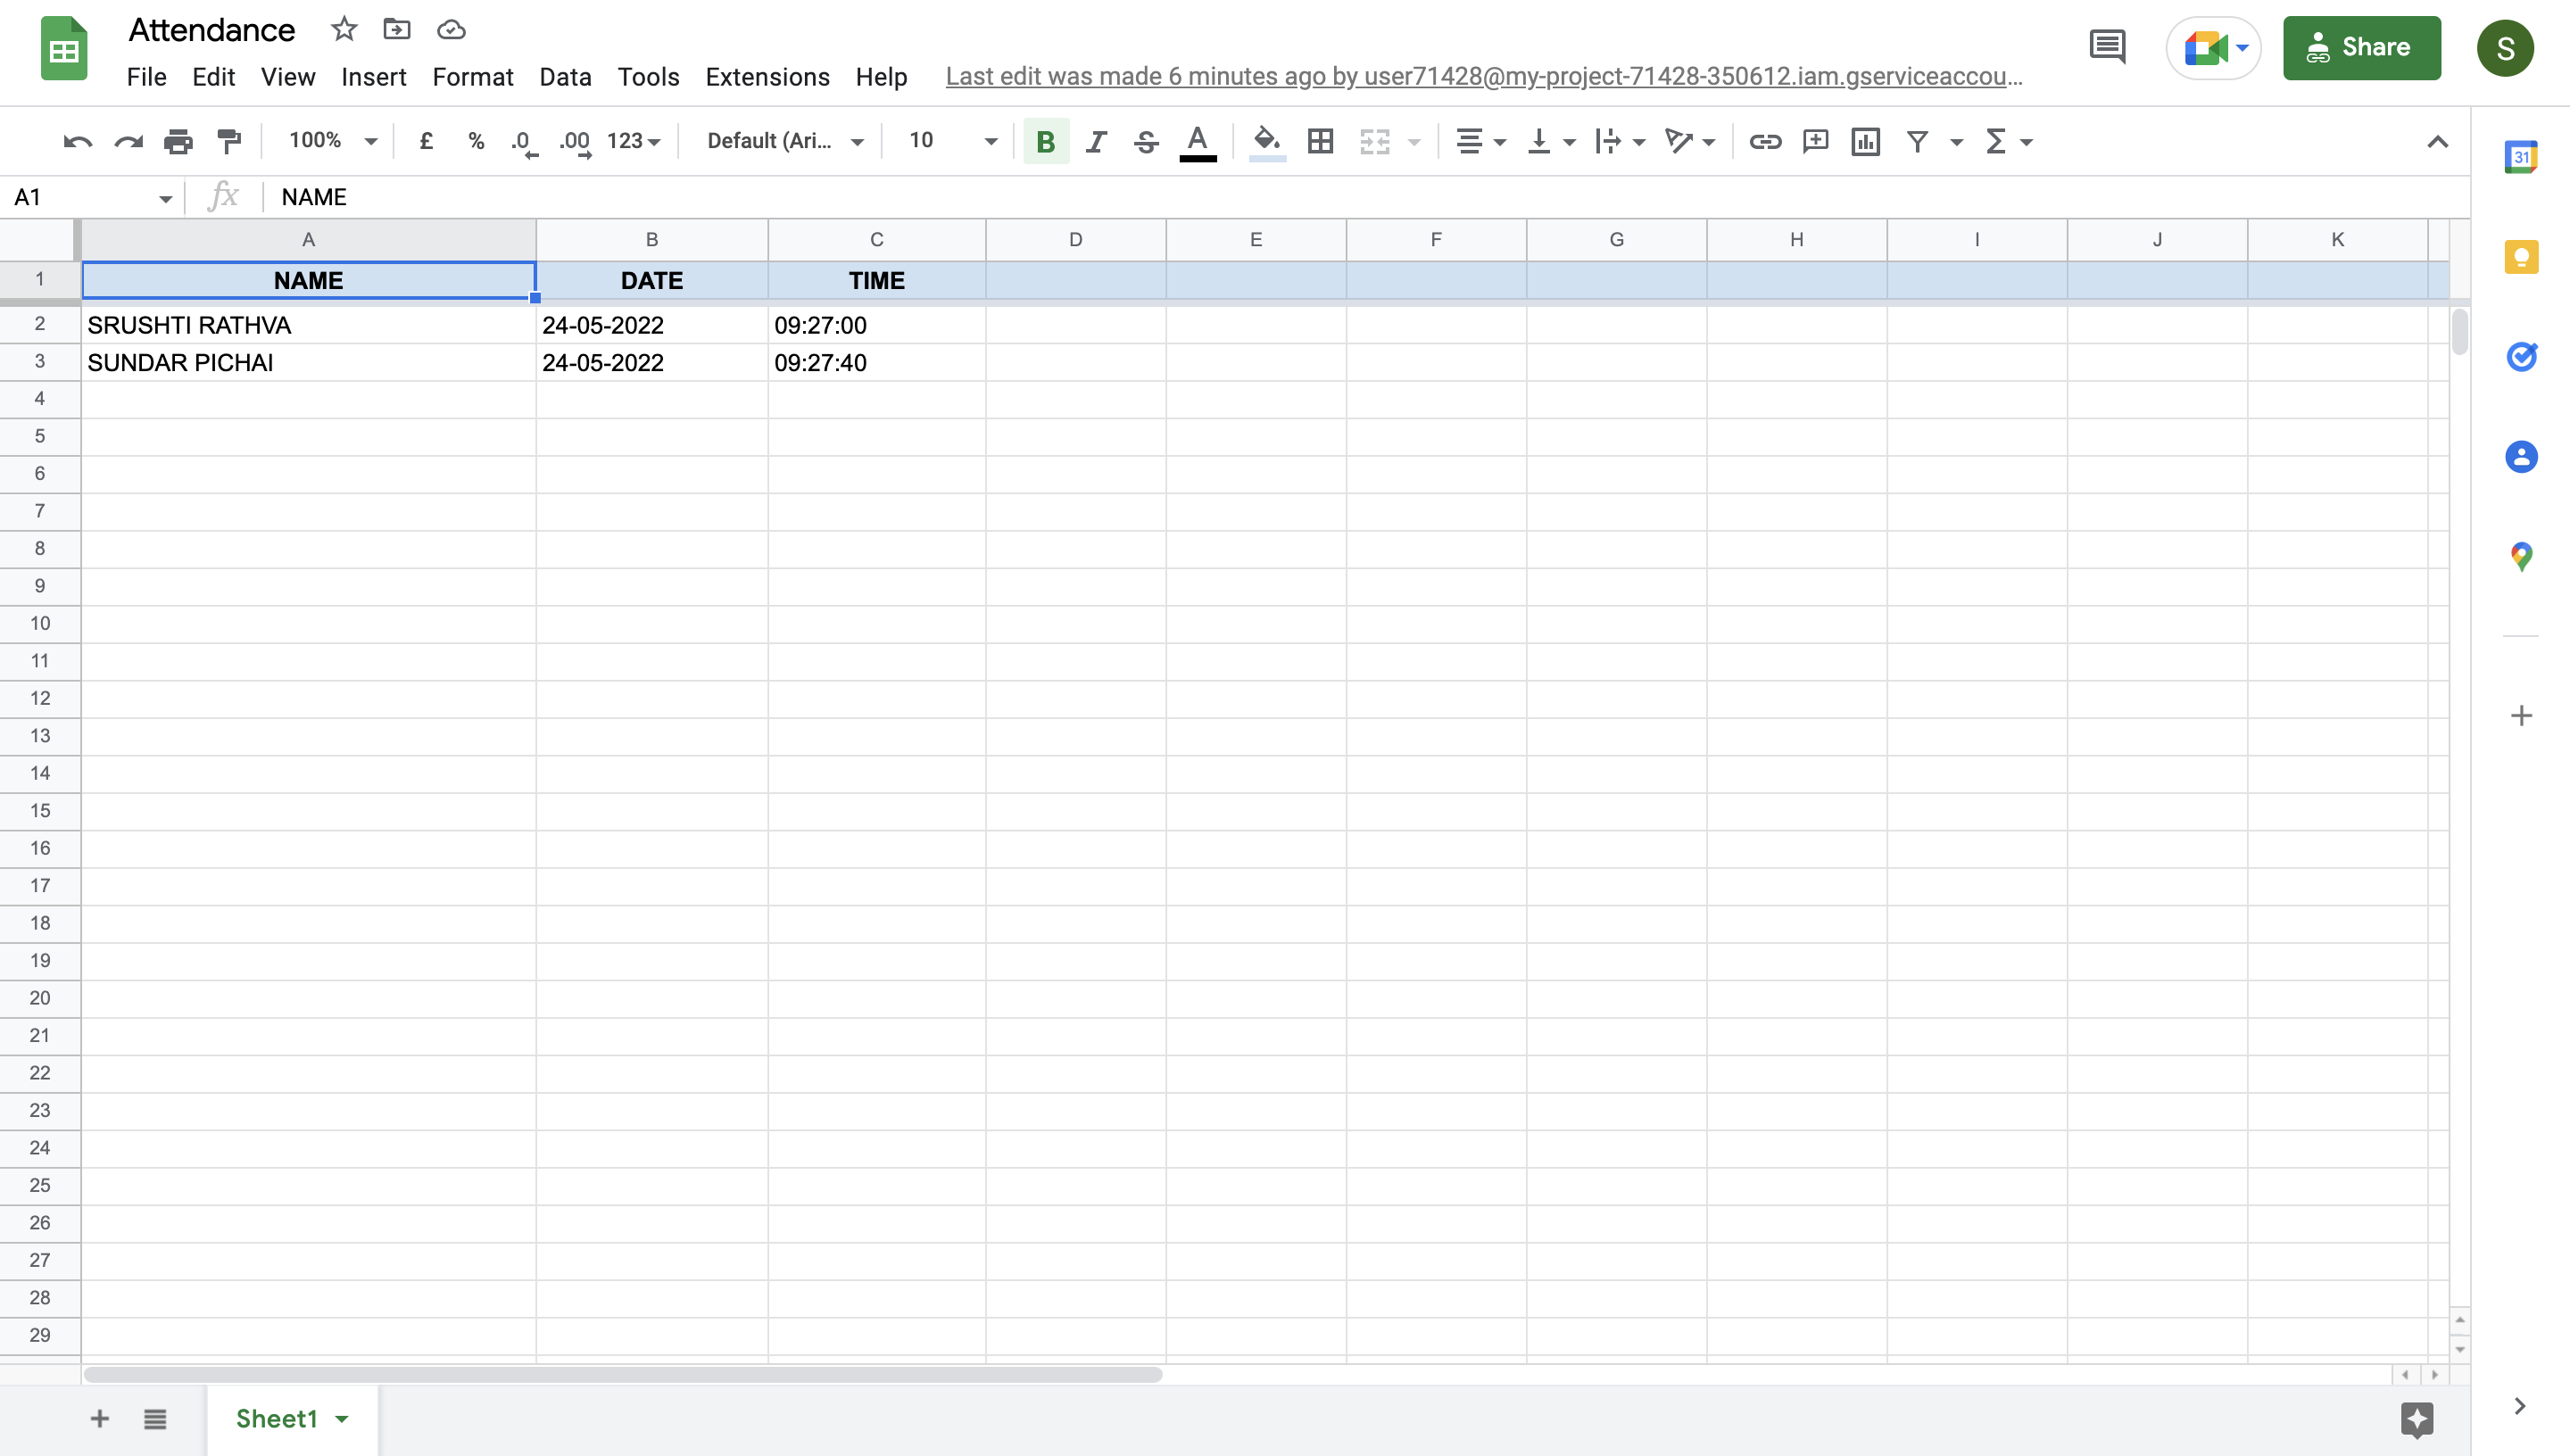 Attendance
File Edit View Insert Format Data Tools Extensions Help Last edit was made 6 minutes ago by user71428@my-project-71428-350612.iam.gserviceaccou...
Share
S
100% £ % .0 .00 123 Default (Ari... 10 B I S A
31
A1 fx NAME
A B C D E F G H I J K
1 NAME DATE TIME
2 SRUSHTI RATHVA 24-05-2022 09:27:00
3 SUNDAR PICHAI 24-05-2022 09:27:40
4
5
6
7
8
9
10
11
12
13
14
15
16
17
18
19
20
21
22
23
24
25
26
27
28
29
Sheet1